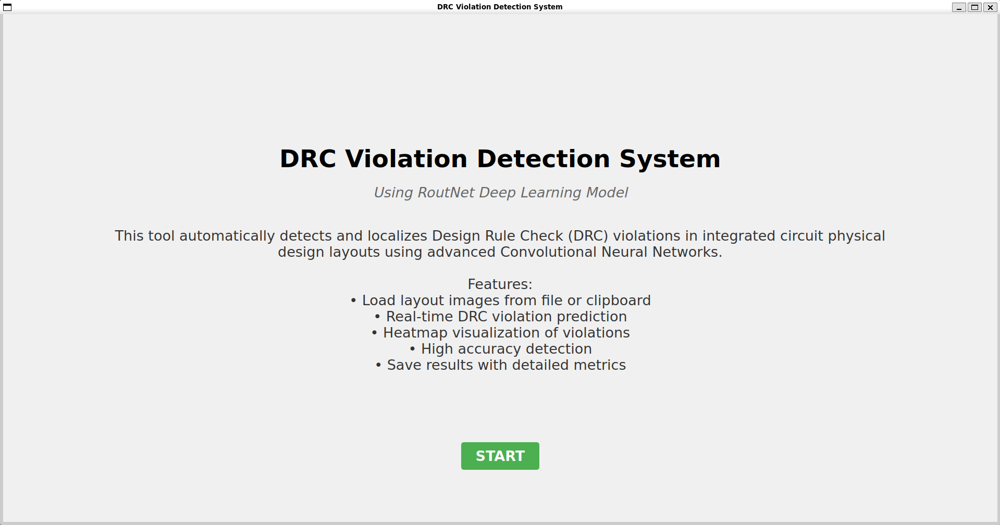 DRC Violation Detection System
DRC Violation Detection System
Using RoutNet Deep Learning Model
This tool automatically detects and localizes Design Rule Check (DRC) violations in integrated circuit physical
design layouts using advanced Convolutional Neural Networks.
Features:
• Load layout images from file or clipboard
• Real-time DRC violation prediction
• Heatmap visualization of violations
• High accuracy detection
• Save results with detailed metrics
START